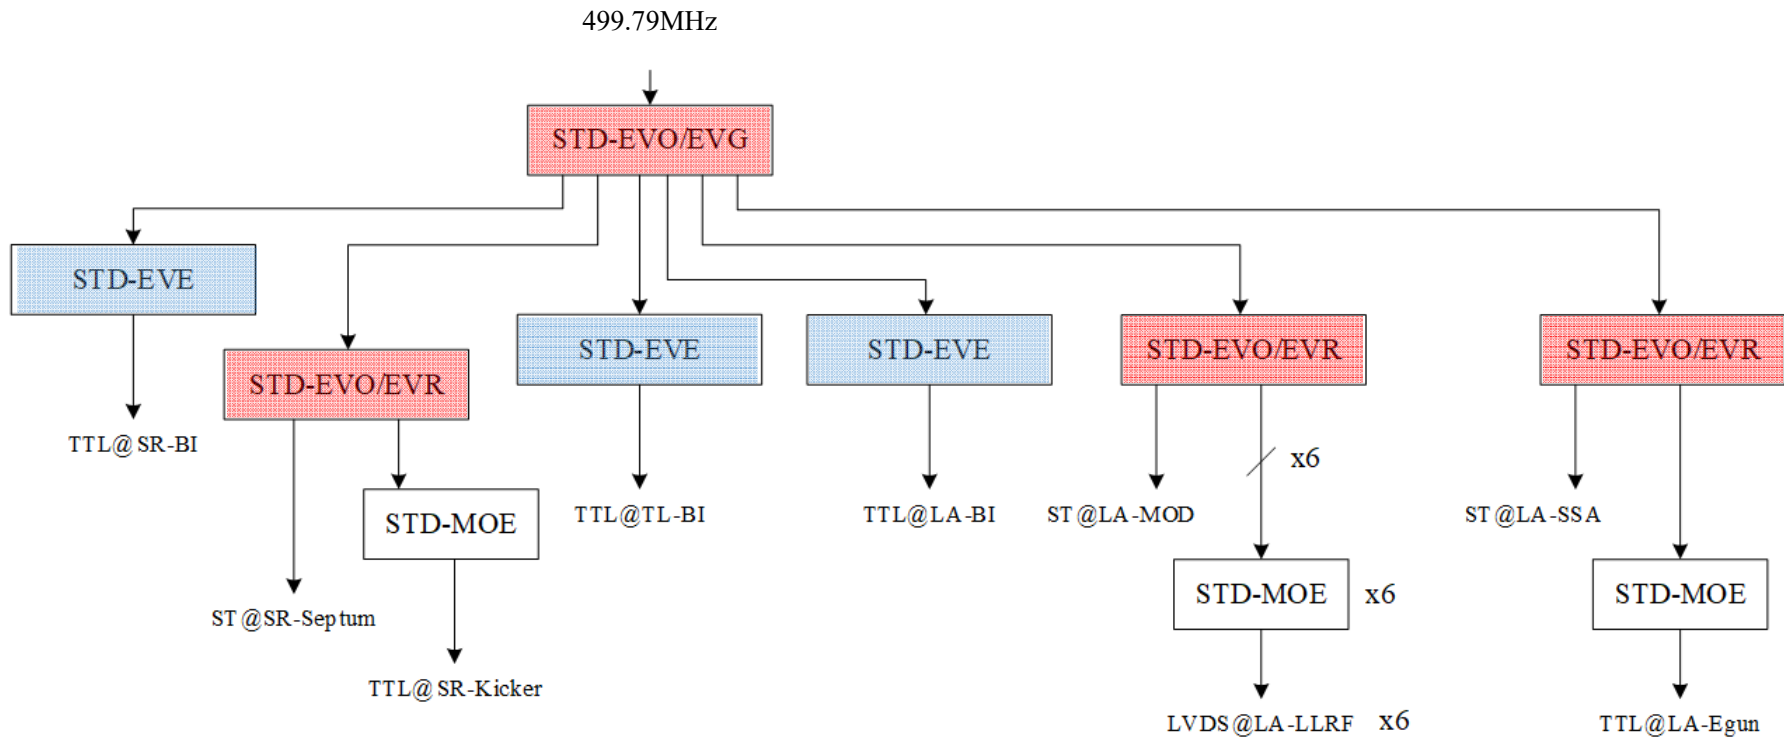 499.79MHz
STD-EVO/EVG
STD-EVE
STD-EVO/EVR
STD-EVE
STD-EVE
STD-EVO/EVR
STD-EVO/EVR
TTL@SR-BI
x6
STD-MOE
TTL@TL-BI
TTL@LA-BI
ST@LA-MOD
ST@LA-SSA
ST@SR-Septum
STD-MOE
x6
STD-MOE
TTL@SR-Kicker
LVDS@LA-LLRF
x6
TTL@LA-Egun